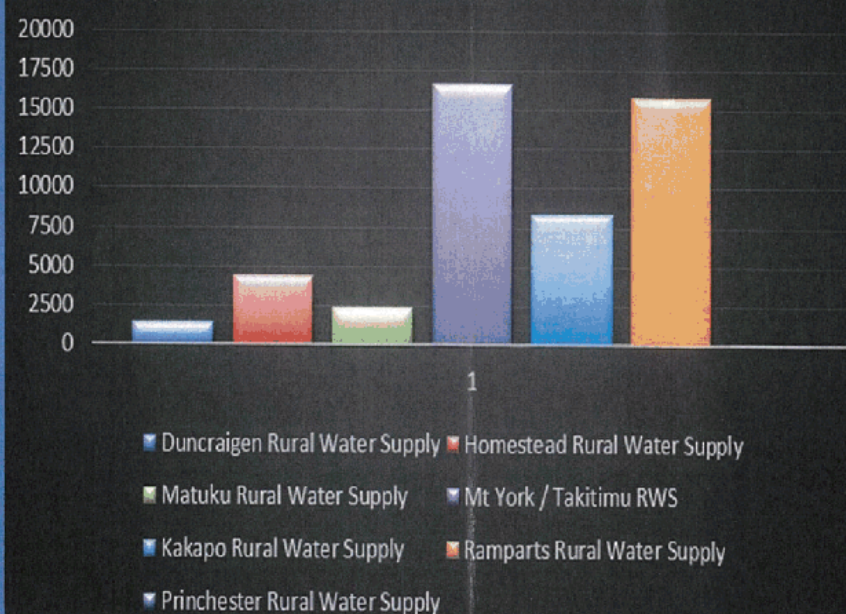 20000
17500
15000
12500
10000
7500
5000
2500
0
1
Duncraigen Rural Water Supply Homestead Rural Water Supply
Matuku Rural Water Supply Mt York / Takitimu RWS
Kakapo Rural Water Supply Ramparts Rural Water Supply
Princhester Rural Water Supply